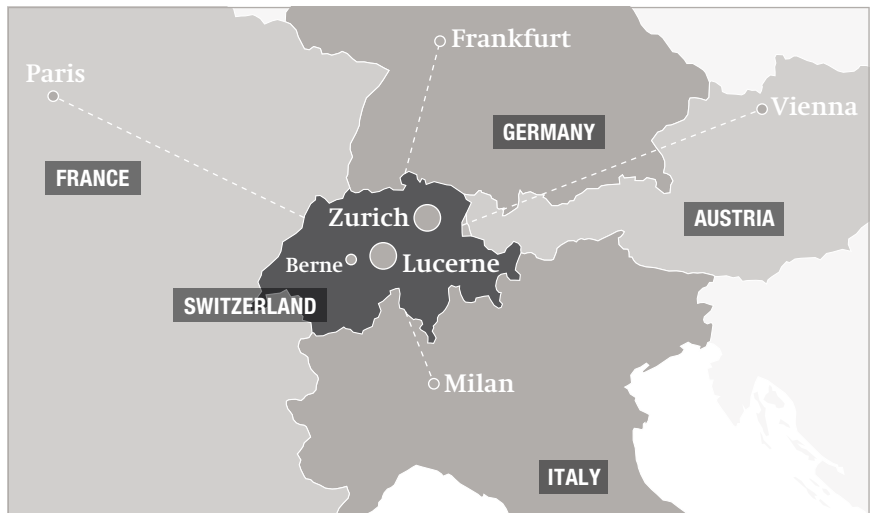 Frankfurt
Paris
Vienna
GERMANY
FRANCE
Zurich
AUSTRIA
Berne
Lucerne
SWITZERLAND
Milan
ITALY